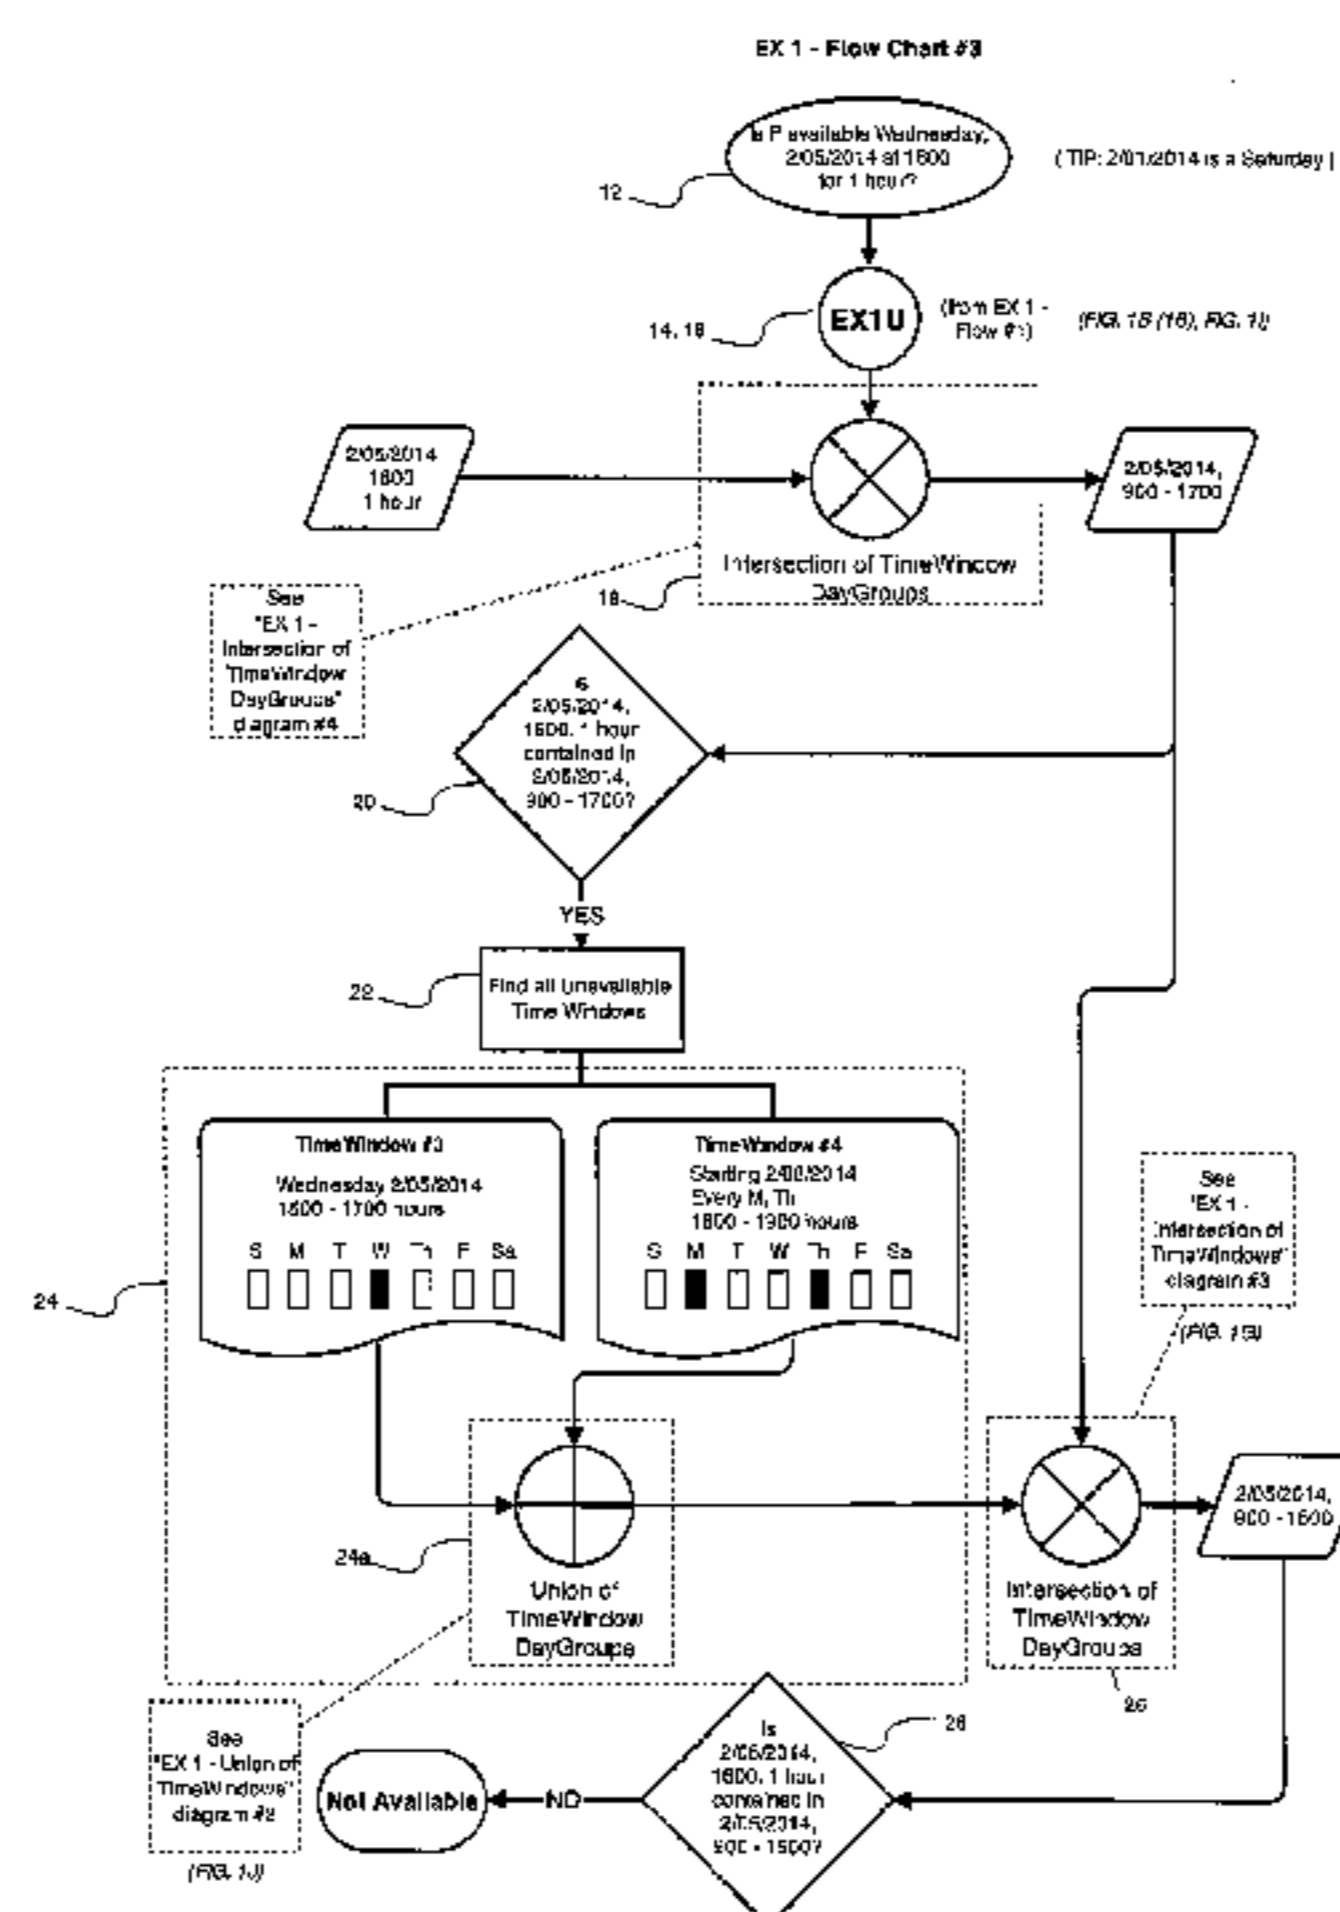 EX 1 - Flow Chart #3
Is P available Wednesday,
2/05/2014 at 1600
for 1 hour?
( TIP: 2/01/2014 is a Saturday )
12
EX1U
(from EX 1 -
Flow #1)
14, 16
2/05/2014
1600
1 hour
2/05/2014,
900 - 1700
Intersection of TimeWindow
DayGroups
18
See
"EX 1 -
Intersection of
TimeWindow
DayGroups"
diagram #4
Is
2/05/2014,
1600, 1 hour
contained in
2/05/2014,
900 - 1700?
20
YES
Find all Unavailable
Time Windows
22
TimeWindow #3
Wednesday 2/05/2014
1500 - 1700 hours
S M T W Th F Sa
TimeWindow #4
Starting 2/03/2014
Every M, Th
1800 - 1900 hours
S M T W Th F Sa
24
See
"EX 1 -
Intersection of
TimeWindows"
diagram #3
24a
Union of
TimeWindow
DayGroups
Intersection of
TimeWindow
DayGroups
26
2/05/2014,
900 - 1500
See
"EX 1 - Union of
TimeWindows"
diagram #2
(FIG. 1J)
Not Available
NO
Is
2/05/2014,
1600, 1 hour
contained in
2/05/2014,
900 - 1500?
28